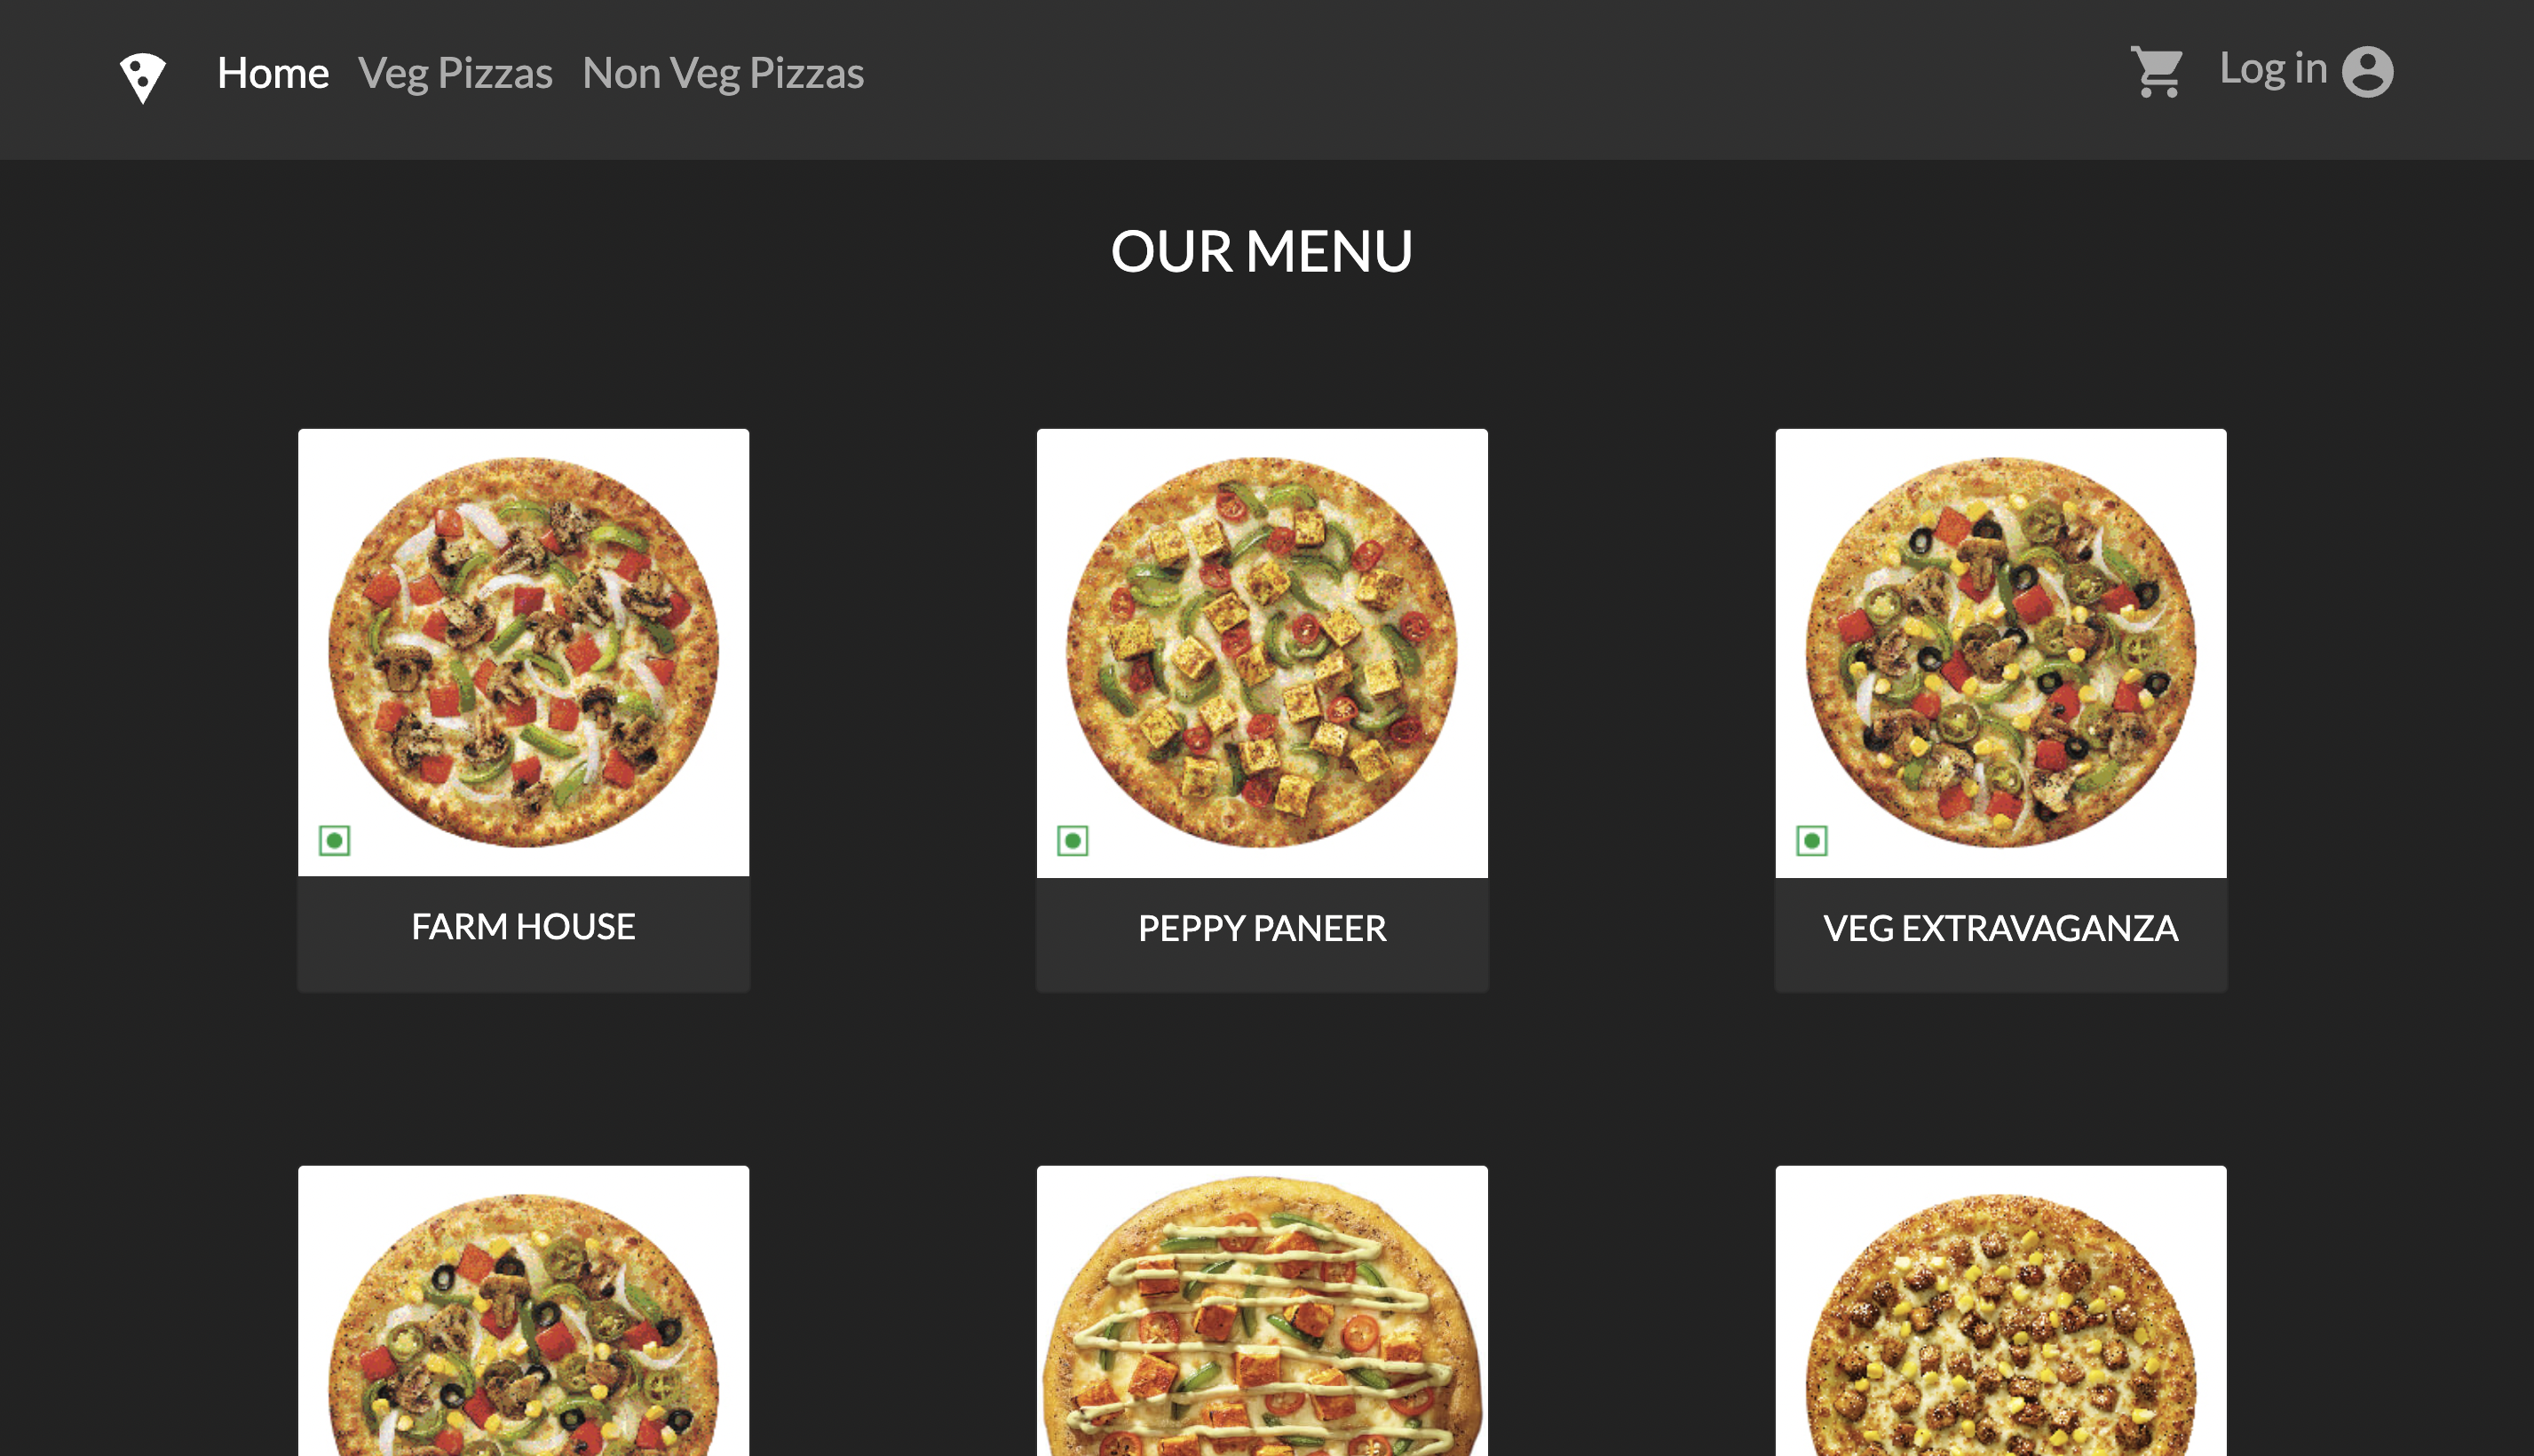 Home Veg Pizzas Non Veg Pizzas Log in
OUR MENU
FARM HOUSE
PEPPY PANEER
VEG EXTRAVAGANZA